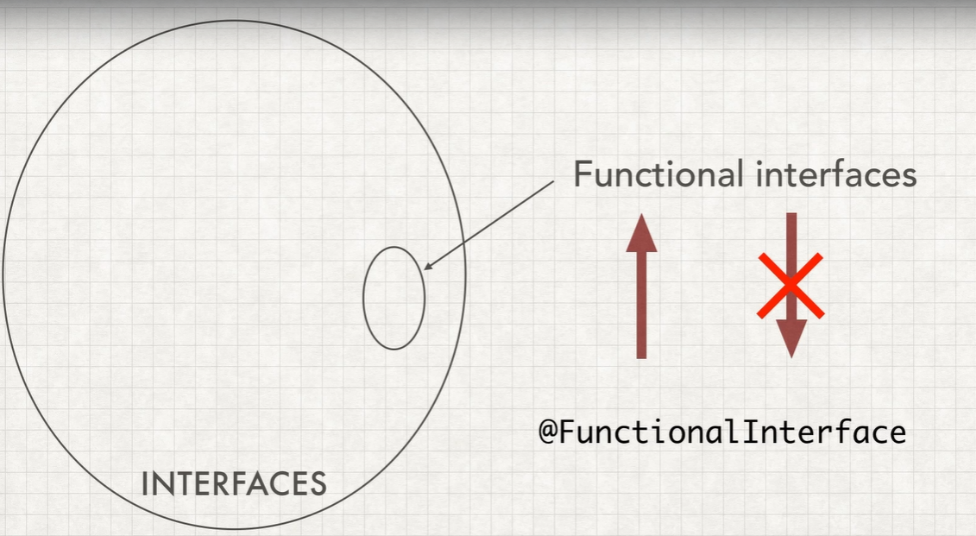 Functional interfaces
@FunctionalInterface
INTERFACES